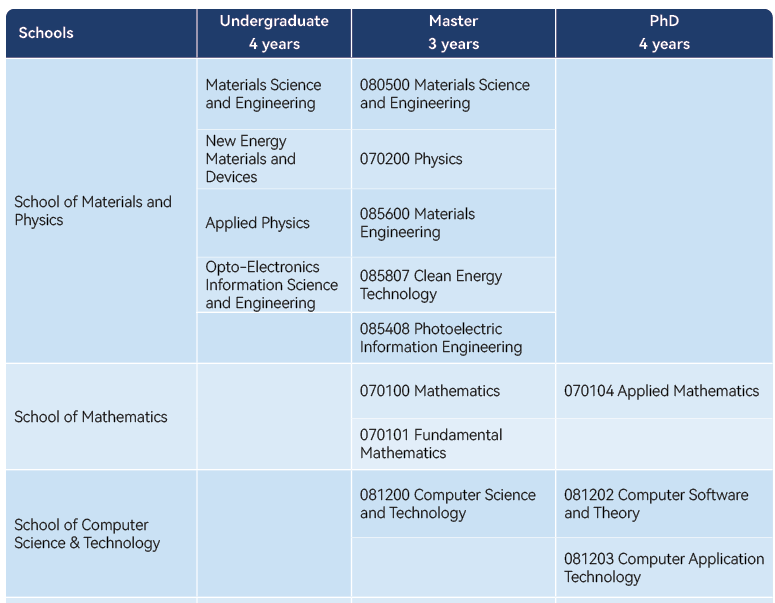 Schools
Undergraduate
4 years
Master
3 years
PhD
4 years
School of Materials and
Physics
Materials Science
and Engineering
080500 Materials Science
and Engineering
New Energy
Materials and
Devices
070200 Physics
Applied Physics
085600 Materials
Engineering
Opto-Electronics
Information Science
and Engineering
085807 Clean Energy
Technology
085408 Photoelectric
Information Engineering
School of Mathematics
070100 Mathematics
070104 Applied Mathematics
070101 Fundamental
Mathematics
School of Computer
Science & Technology
081200 Computer Science
and Technology
081202 Computer Software
and Theory
081203 Computer Application
Technology